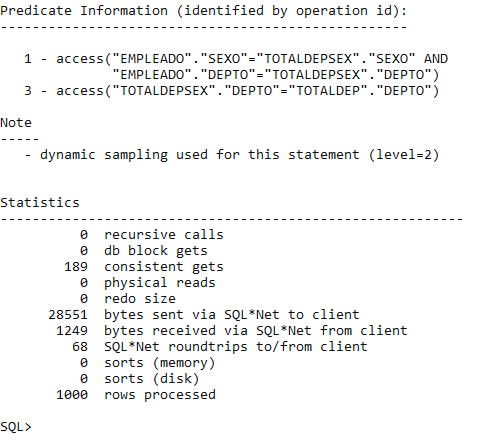 Predicate Information (identified by operation id):
---------------------------------------------------
1 - access("EMPLEADO"."SEXO"="TOTALDEPSEX"."SEXO" AND
"EMPLEADO"."DEPTO"="TOTALDEPSEX"."DEPTO")
3 - access("TOTALDEPSEX"."DEPTO"="TOTALDEP"."DEPTO")
Note
-----
- dynamic sampling used for this statement (level=2)
Statistics
----------------------------------------------------------
0 recursive calls
0 db block gets
189 consistent gets
0 physical reads
0 redo size
28551 bytes sent via SQL*Net to client
1249 bytes received via SQL*Net from client
68 SQL*Net roundtrips to/from client
0 sorts (memory)
0 sorts (disk)
1000 rows processed
SQL>